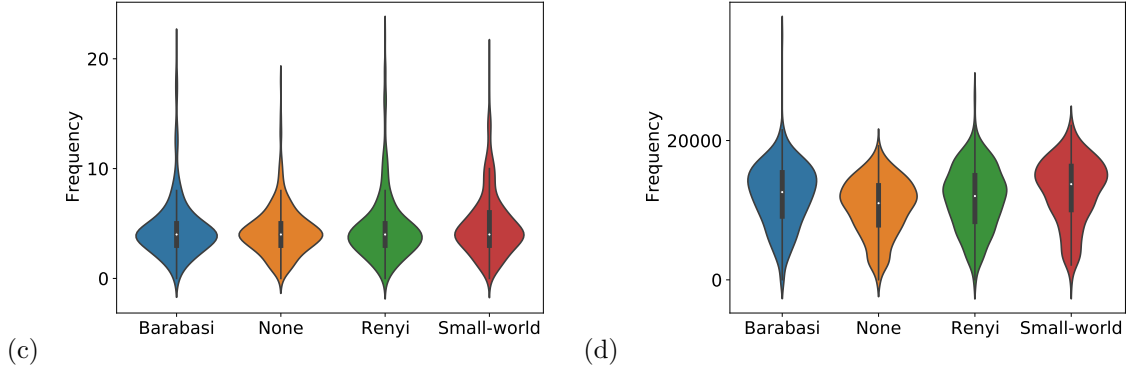 Frequency
20
10
0
Barabasi None Renyi Small-world
(c)
Frequency
20000
0
Barabasi None Renyi Small-world
(d)